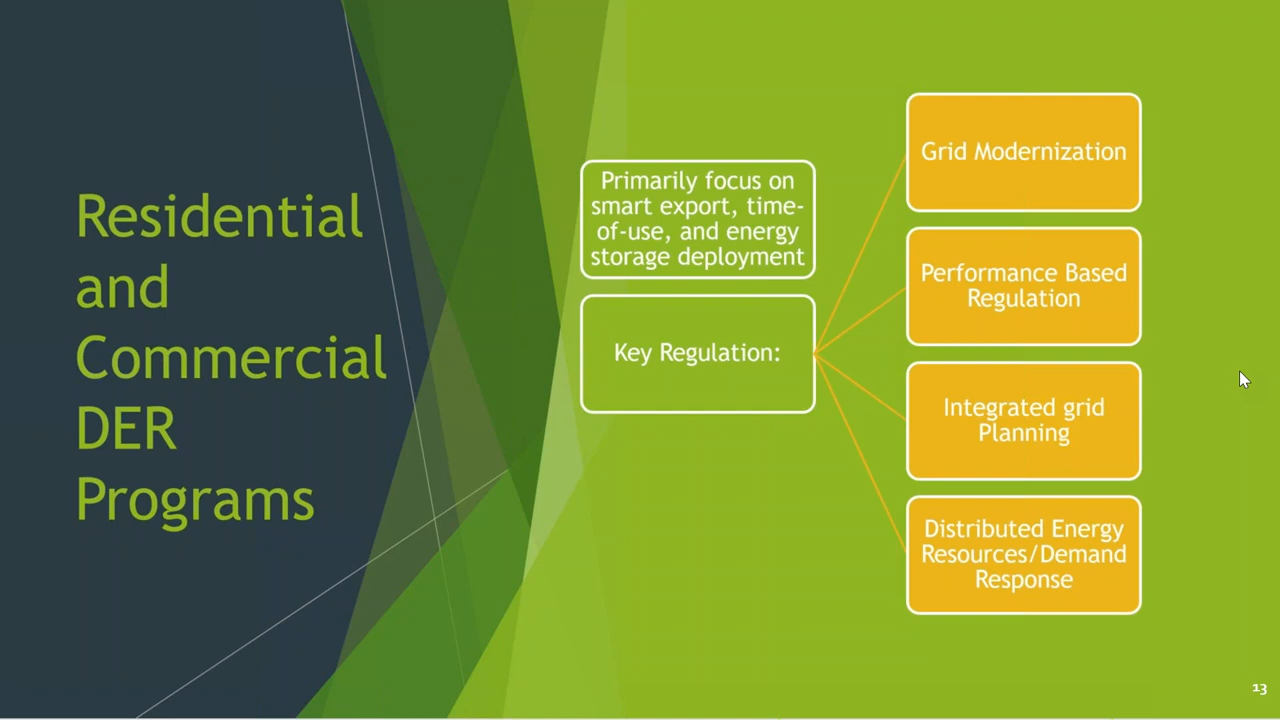 Residential
and
Commercial
DER
Programs
Primarily focus on
smart export, time-
of-use, and energy
storage deployment
Key Regulation:
Grid Modernization
Performance Based
Regulation
Integrated grid
Planning
Distributed Energy
Resources/Demand
Response
13